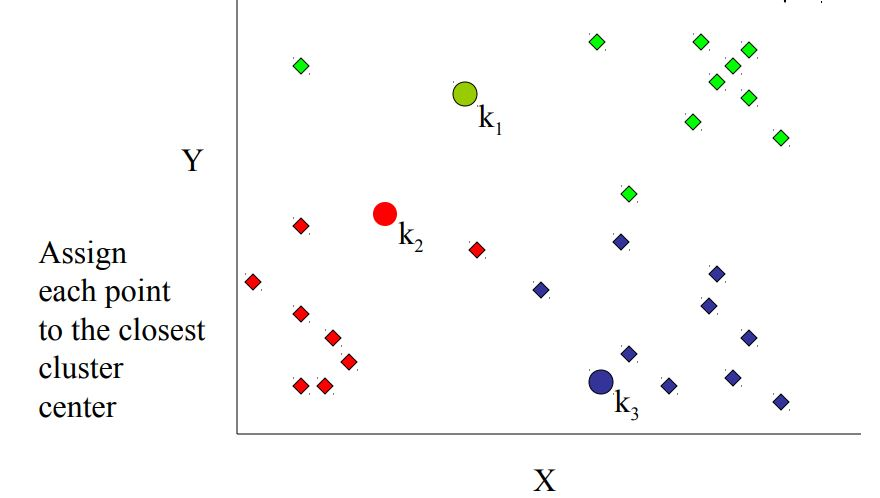 k1
Y
k2
Assign
each point
to the closest
cluster
center
k3
X